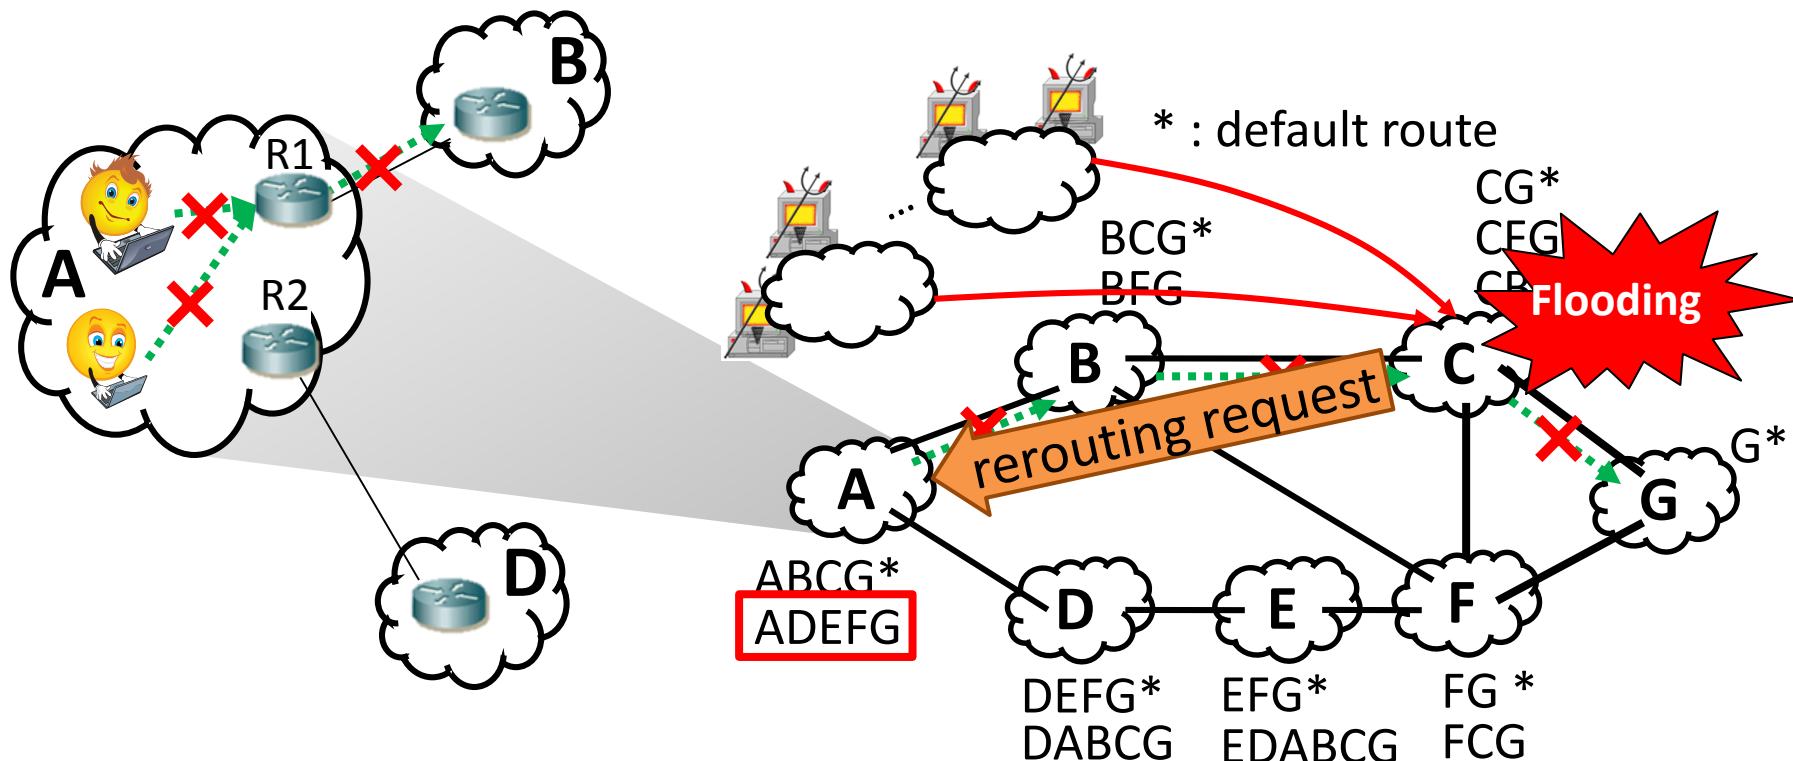 B
R1
A
R2
D
* : default route
...
CG*
CFG
BCG*
BFG
Flooding
B
C
rerouting request
G*
A
G
ABCG*
ADEFG
D
E
F
DEFG*
DABCG
EFG*
EDABCG
FG *
FCG